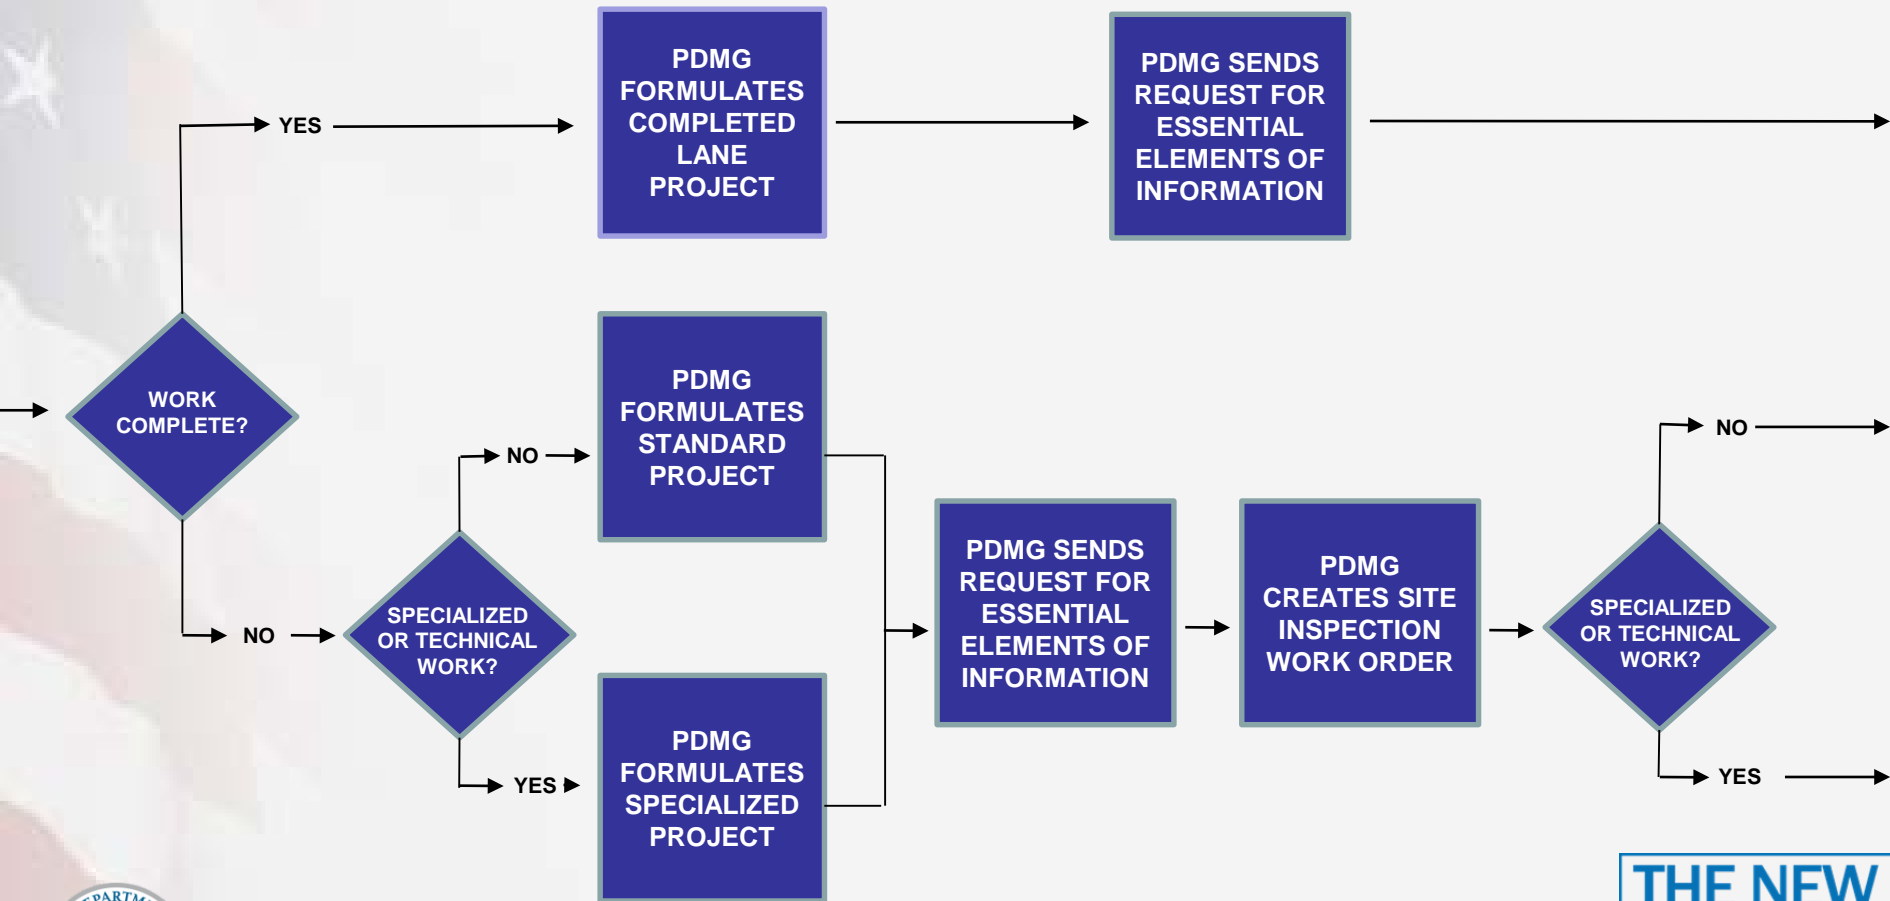 PDMG
FORMULATES
COMPLETED
LANE
PROJECT
PDMG SENDS
REQUEST FOR
ESSENTIAL
ELEMENTS OF
INFORMATION
YES
WORK
COMPLETE?
PDMG
FORMULATES
STANDARD
PROJECT
NO
NO
SPECIALIZED
OR TECHNICAL
WORK?
NO
PDMG SENDS
REQUEST FOR
ESSENTIAL
ELEMENTS OF
INFORMATION
PDMG
CREATES SITE
INSPECTION
WORK ORDER
SPECIALIZED
OR TECHNICAL
WORK?
YES
PDMG
FORMULATES
SPECIALIZED
PROJECT
YES
THE NEW